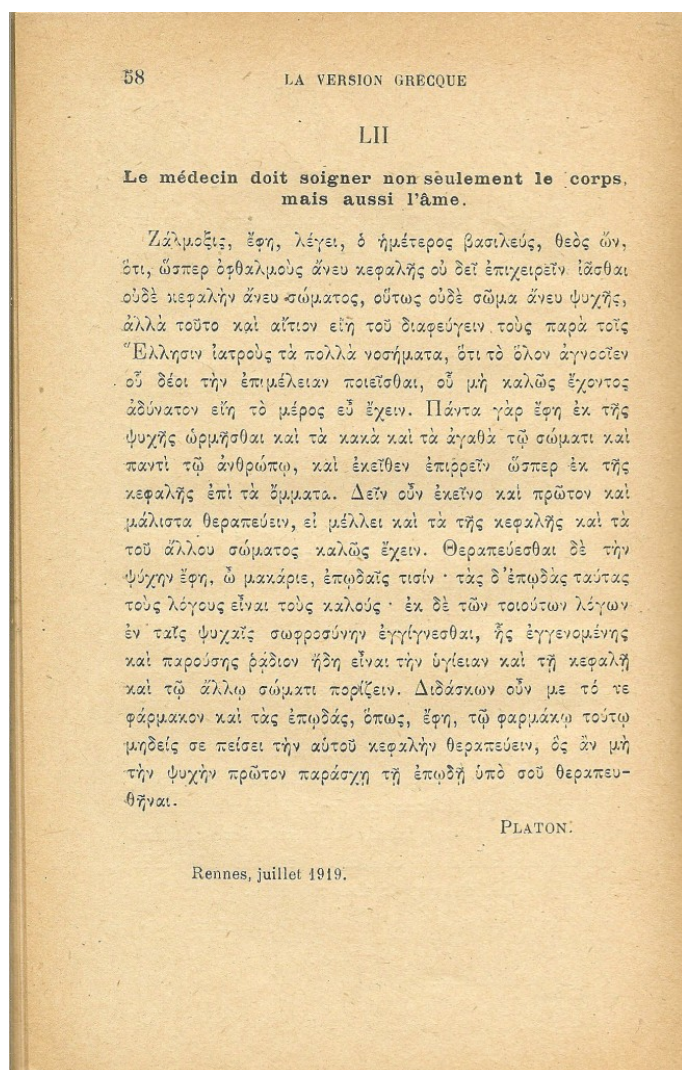 58
LA VERSION GRECQUE
LII
Le médecin doit soigner non seulement le corps,
mais aussi l'âme.
Ζάλμοξις, ἔφη, λέγει, ὁ ἡμέτερος βασιλεύς, θεὸς ὤν,
ὅτι, ὥσπερ ὀφθαλμοὺς ἄνευ κεφαλῆς οὐ δεῖ ἐπιχειρεῖν ἰᾶσθαι
οὐδὲ κεφαλὴν ἄνευ σώματος, οὕτως οὐδὲ σῶμα ἄνευ ψυχῆς,
ἀλλὰ τοῦτο καὶ αἴτιον εἴη τοῦ διαφεύγειν τοὺς παρὰ τοῖς
Ἕλλησιν ἰατροὺς τὰ πολλὰ νοσήματα, ὅτι τὸ ὅλον ἀγνοοῖεν
οὗ δέοι τὴν ἐπιμέλειαν ποιεῖσθαι, οὗ μὴ καλῶς ἔχοντος
ἀδύνατον εἴη τὸ μέρος εὖ ἔχειν. Πάντα γὰρ ἔφη ἐκ τῆς
ψυχῆς ὡρμῆσθαι καὶ τὰ κακὰ καὶ τὰ ἀγαθὰ τῷ σώματι καὶ
παντὶ τῷ ἀνθρώπῳ, καὶ ἐκεῖθεν ἐπιρρεῖν ὥσπερ ἐκ τῆς
κεφαλῆς ἐπὶ τὰ ὄμματα. Δεῖν οὖν ἐκεῖνο καὶ πρῶτον καὶ
μάλιστα θεραπεύειν, εἰ μέλλει καὶ τὰ τῆς κεφαλῆς καὶ τὰ
τοῦ ἄλλου σώματος καλῶς ἔχειν. Θεραπεύεσθαι δὲ τὴν
ψύχην ἔφη, ὦ μακάριε, ἐπῳδαῖς τισίν · τὰς δ'ἐπῳδὰς ταύτας
τοὺς λόγους εἶναι τοὺς καλούς · ἐκ δὲ τῶν τοιούτων λόγων
ἐν ταῖς ψυχαῖς σωφροσύνην ἐγγίγνεσθαι, ἧς ἐγγενομένης
καὶ παρούσης ῥᾴδιον ἤδη εἶναι τὴν ὑγίειαν καὶ τῇ κεφαλῇ
καὶ τῷ ἄλλῳ σώματι πορίζειν. Διδάσκων οὖν με τό τε
φάρμακον καὶ τὰς ἐπῳδάς, ὅπως, ἔφη, τῷ φαρμάκῳ τούτῳ
μηδείς σε πείσει τὴν αὑτοῦ κεφαλὴν θεραπεύειν, ὃς ἂν μὴ
τὴν ψυχὴν πρῶτον παράσχῃ τῇ ἐπῳδῇ ὑπὸ σοῦ θεραπευ-
θῆναι.
PLATON.
Rennes, juillet 1919.